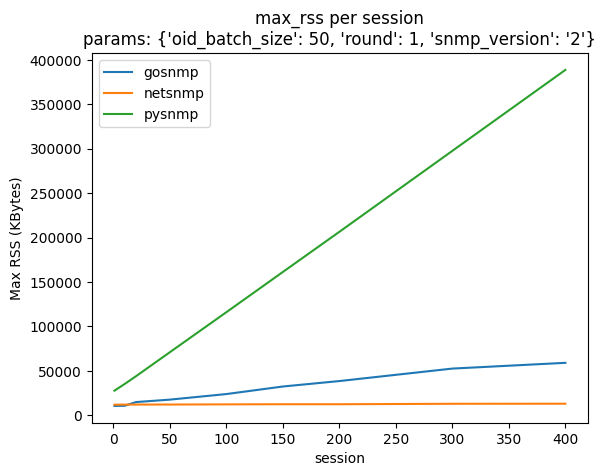 max_rss per session
params: {'oid_batch_size': 50, 'round': 1, 'snmp_version': '2'}
gosnmp
netsnmp
pysnmp
Max RSS (KBytes)
400000
350000
300000
250000
200000
150000
100000
50000
0
0 50 100 150 200 250 300 350 400
session